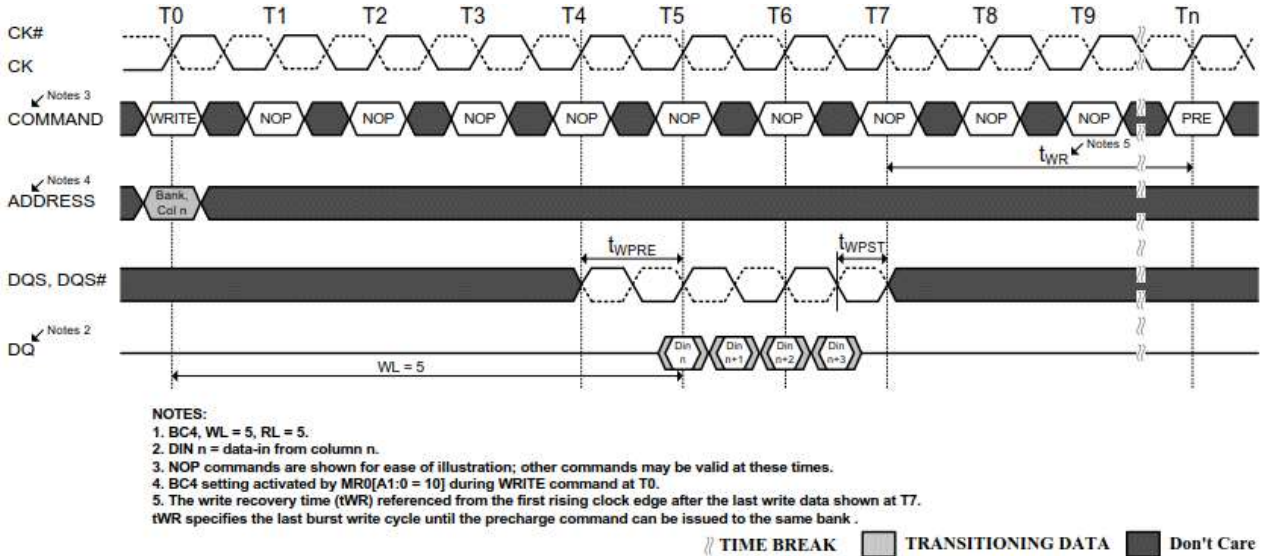 T0 T1 T2 T3 T4 T5 T6 T7 T8 T9 Tn
CK#
CK
Notes 3
COMMAND WRITE NOP NOP NOP NOP NOP NOP NOP NOP NOP PRE
tWR Notes 5
Notes 4
ADDRESS Bank, Col n
tWPRE tWPST
DQS, DQS#
Notes 2
DQ Din n Din n+1 Din n+2 Din n+3
WL = 5
NOTES:
1. BC4, WL = 5, RL = 5.
2. DIN n = data-in from column n.
3. NOP commands are shown for ease of illustration; other commands may be valid at these times.
4. BC4 setting activated by MR0[A1:0 = 10] during WRITE command at T0.
5. The write recovery time (tWR) referenced from the first rising clock edge after the last write data shown at T7.
tWR specifies the last burst write cycle until the precharge command can be issued to the same bank .
TIME BREAK TRANSITIONING DATA Don't Care